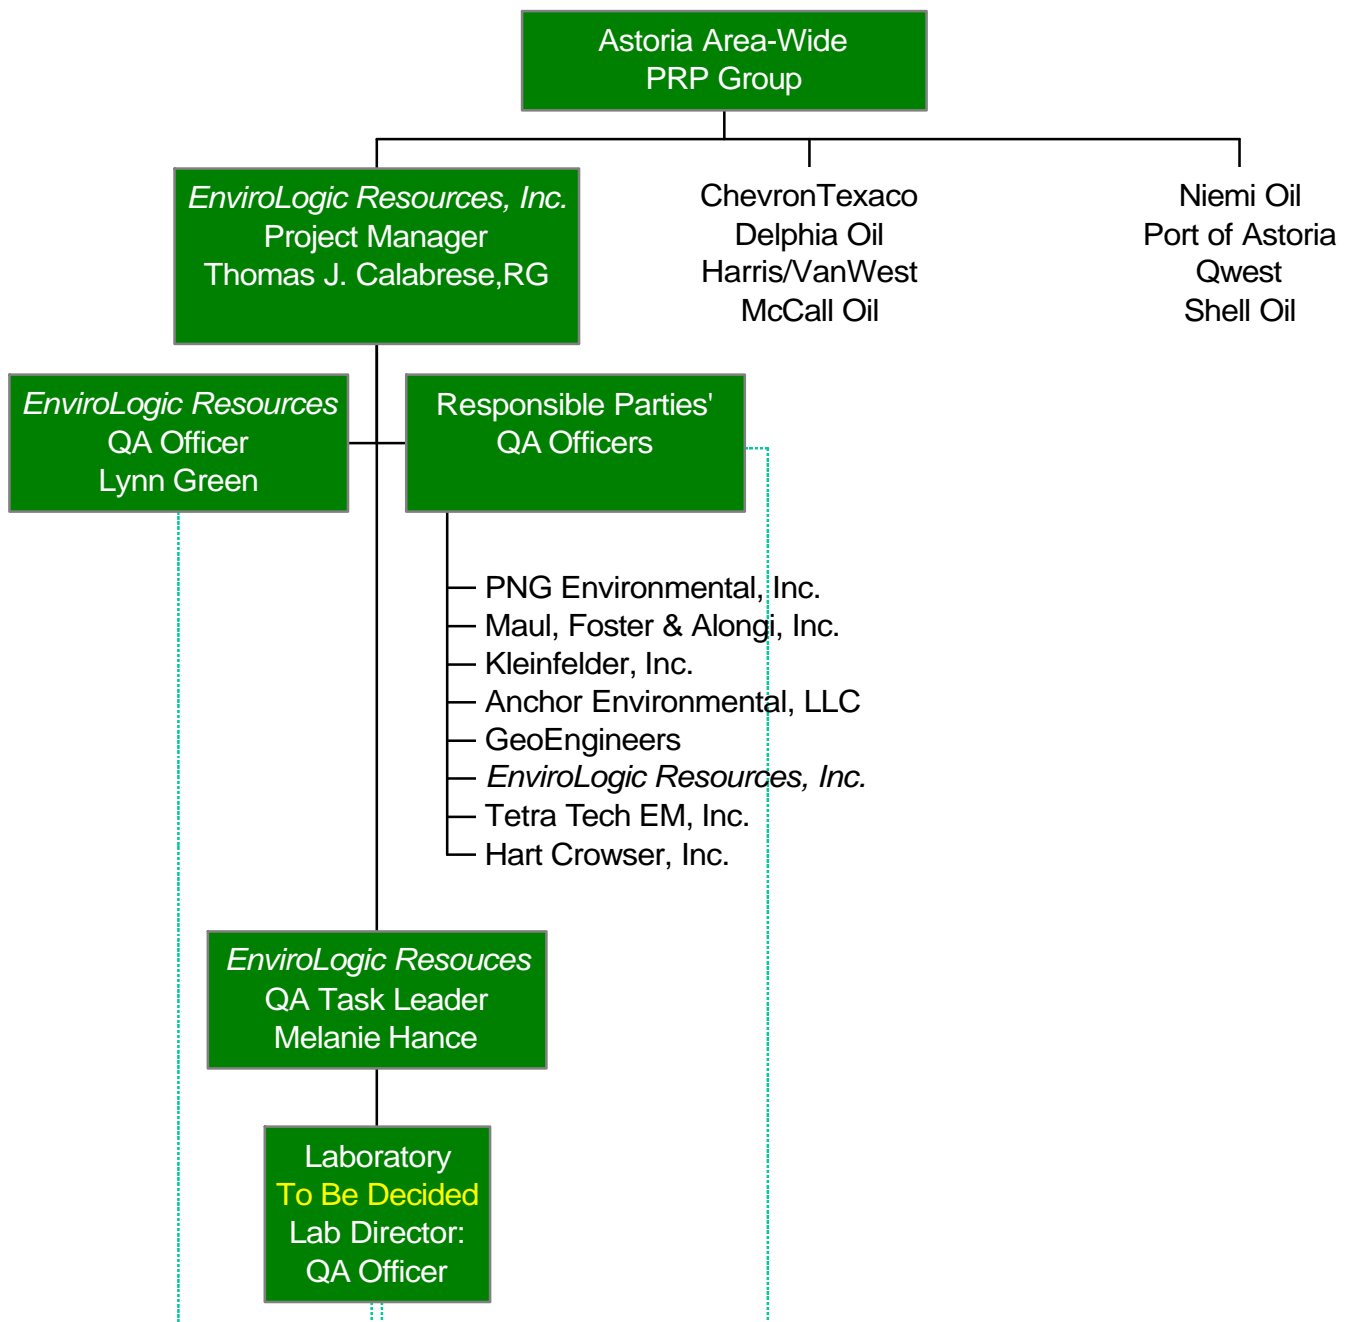 Astoria Area-Wide
PRP Group
EnviroLogic Resources, Inc.
Project Manager
Thomas J. Calabrese,RG
ChevronTexaco
Delphia Oil
Harris/VanWest
McCall Oil
Niemi Oil
Port of Astoria
Qwest
Shell Oil
EnviroLogic Resources
QA Officer
Lynn Green
Responsible Parties'
QA Officers
PNG Environmental, Inc.
Maul, Foster & Alongi, Inc.
Kleinfelder, Inc.
Anchor Environmental, LLC
GeoEngineers
EnviroLogic Resources, Inc.
Tetra Tech EM, Inc.
Hart Crowser, Inc.
EnviroLogic Resouces
QA Task Leader
Melanie Hance
Laboratory
To Be Decided
Lab Director:
QA Officer